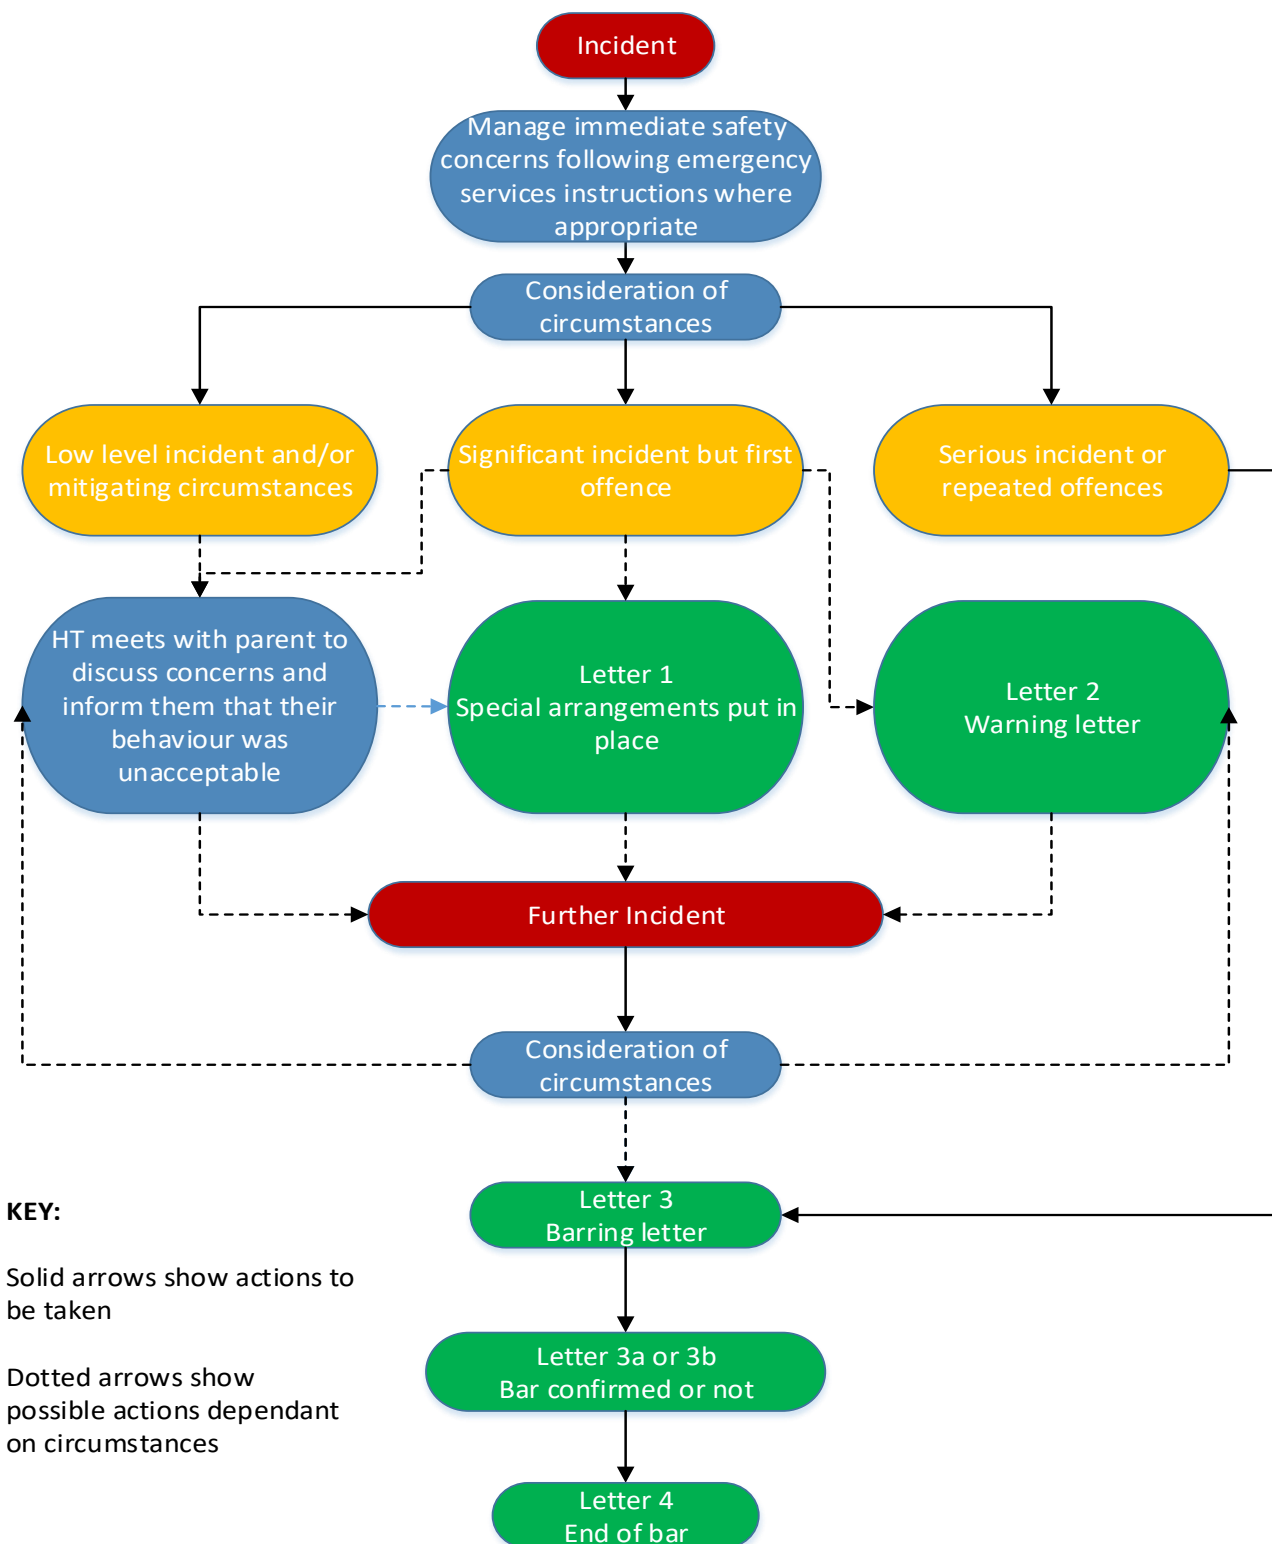 Incident
Manage immediate safety
concerns following emergency
services instructions where
appropriate
Consideration of
circumstances
Low level incident and/or
mitigating circumstances
Significant incident but first
offence
Serious incident or
repeated offences
HT meets with parent to
discuss concerns and
inform them that their
behaviour was
unacceptable
Letter 1
Special arrangements put in
place
Letter 2
Warning letter
Further Incident
Consideration of
circumstances
Letter 3
Barring letter
KEY:
Solid arrows show actions to
be taken
Dotted arrows show
possible actions dependant
on circumstances
Letter 3a or 3b
Bar confirmed or not
Letter 4
End of bar